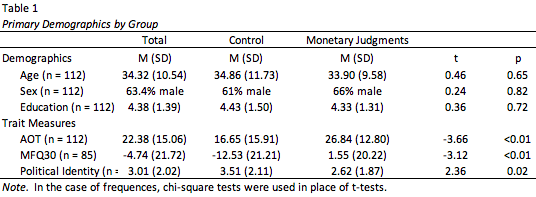 Table 1
Primary Demographics by Group
Total Control Monetary Judgments
Demographics M (SD) M (SD) M (SD) t p
Age (n = 112) 34.32 (10.54) 34.86 (11.73) 33.90 (9.58) 0.46 0.65
Sex (n = 112) 63.4% male 61% male 66% male 0.24 0.82
Education (n = 112) 4.38 (1.39) 4.43 (1.50) 4.33 (1.31) 0.36 0.72
Trait Measures
AOT (n = 112) 22.38 (15.06) 16.65 (15.91) 26.84 (12.80) -3.66 <0.01
MFQ30 (n = 85) -4.74 (21.72) -12.53 (21.21) 1.55 (20.22) -3.12 <0.01
Political Identity (n = 3.01 (2.02) 3.51 (2.11) 2.62 (1.87) 2.36 0.02
Note. In the case of frequences, chi-square tests were used in place of t-tests.